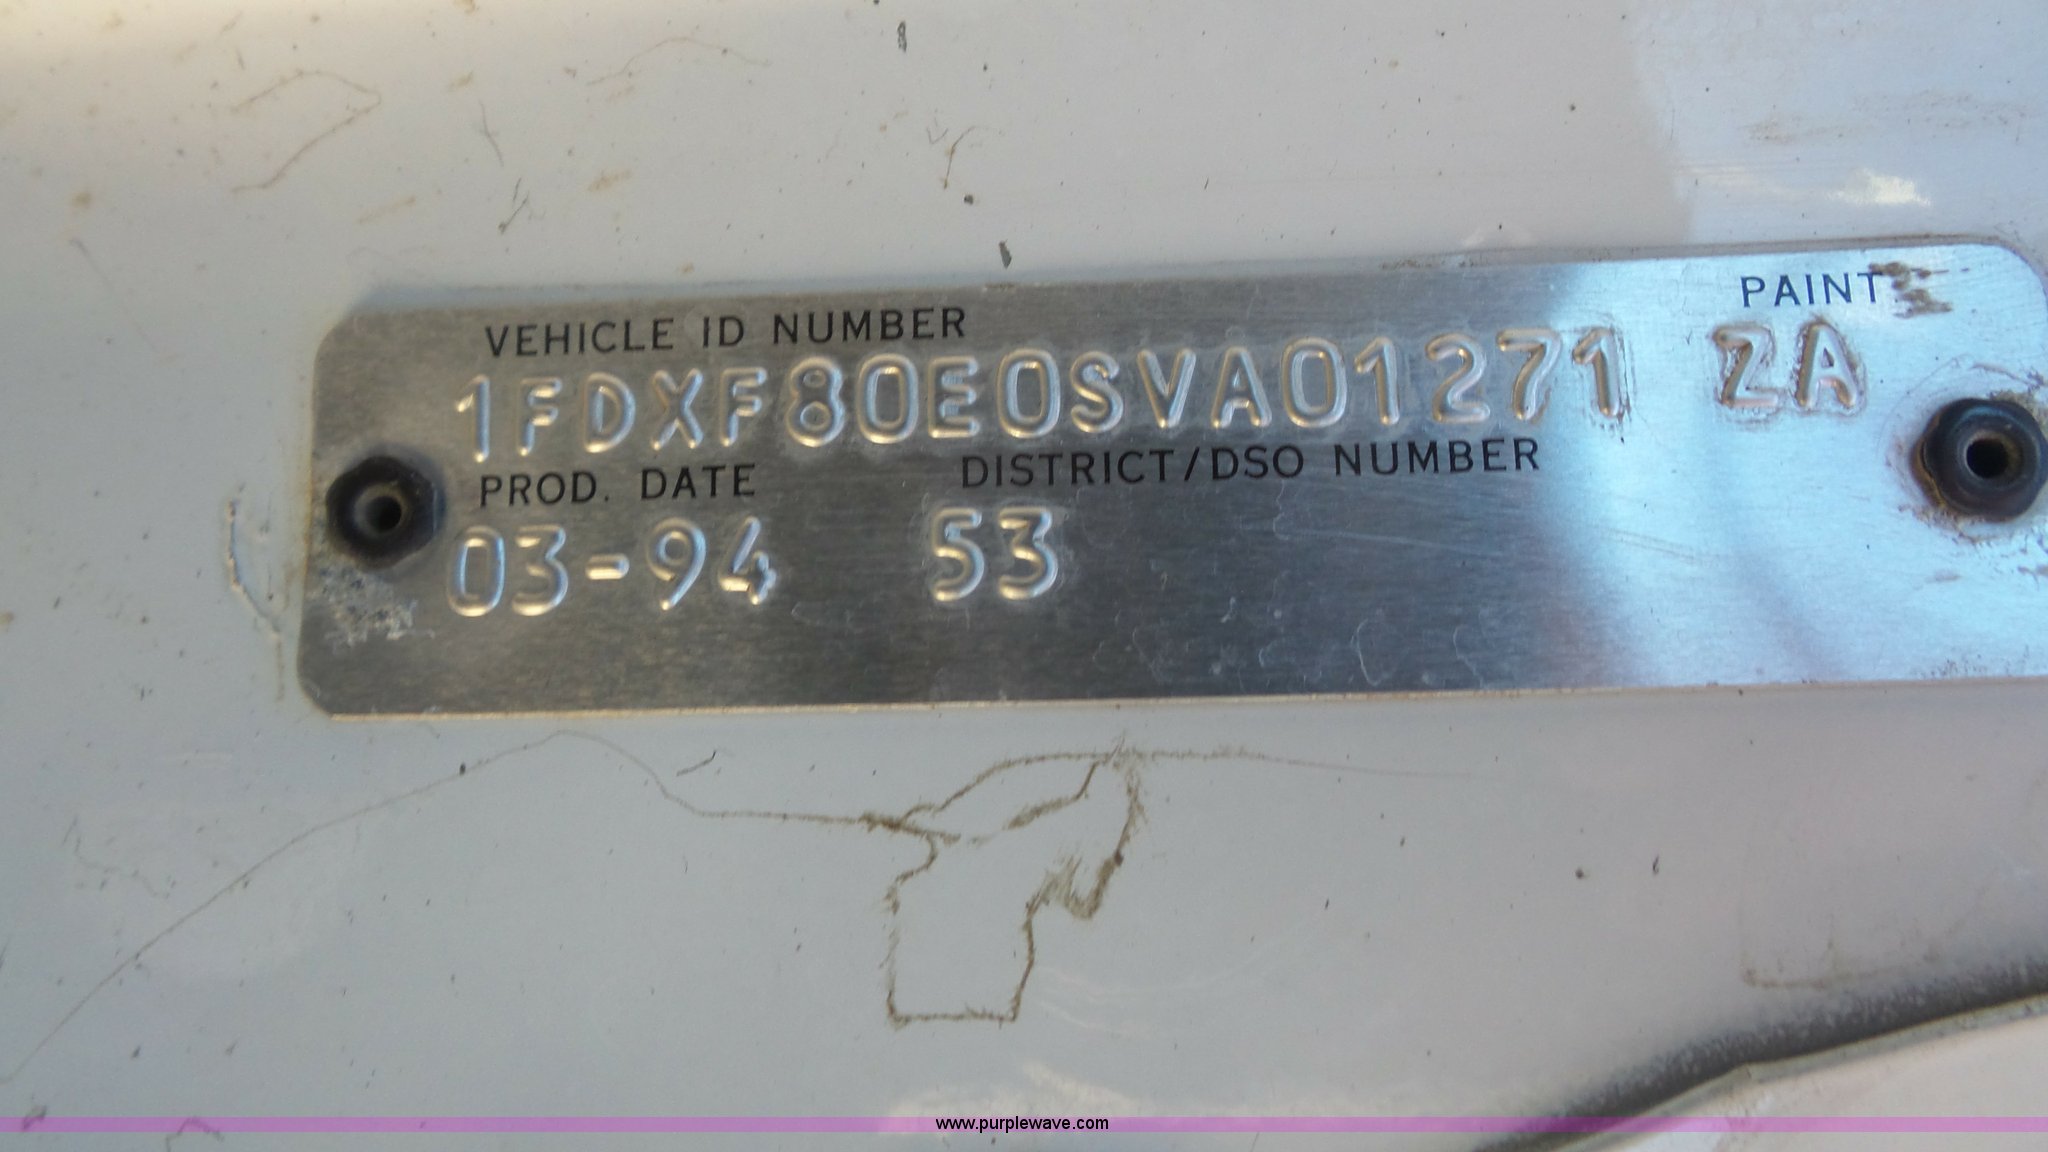 VEHICLE ID NUMBER PAINT
1FDXF80E0SVA01271 ZA
PROD. DATE DISTRICT/DSO NUMBER
03-94 53
www.purplewave.com